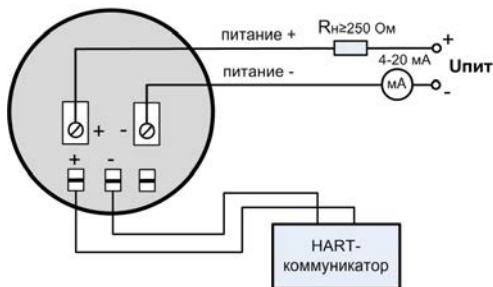 питание +
Rн≥250 Ом
+
4-20 мА
Uпит
питание -
мА
-
+ -
+ -
HART-
коммуникатор